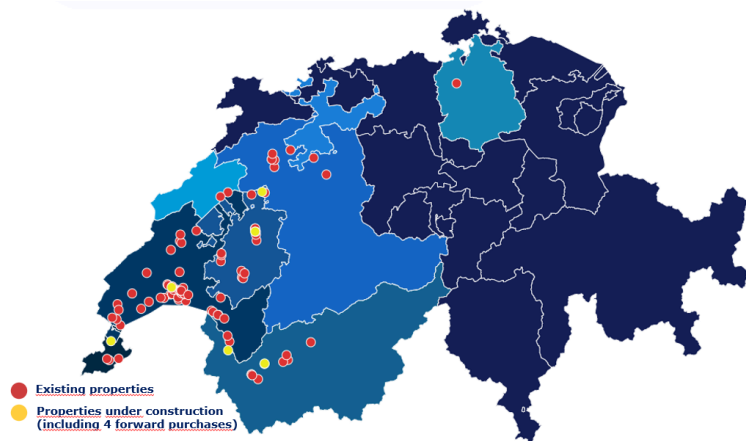 Existing properties
Properties under construction
(including 4 forward purchases)